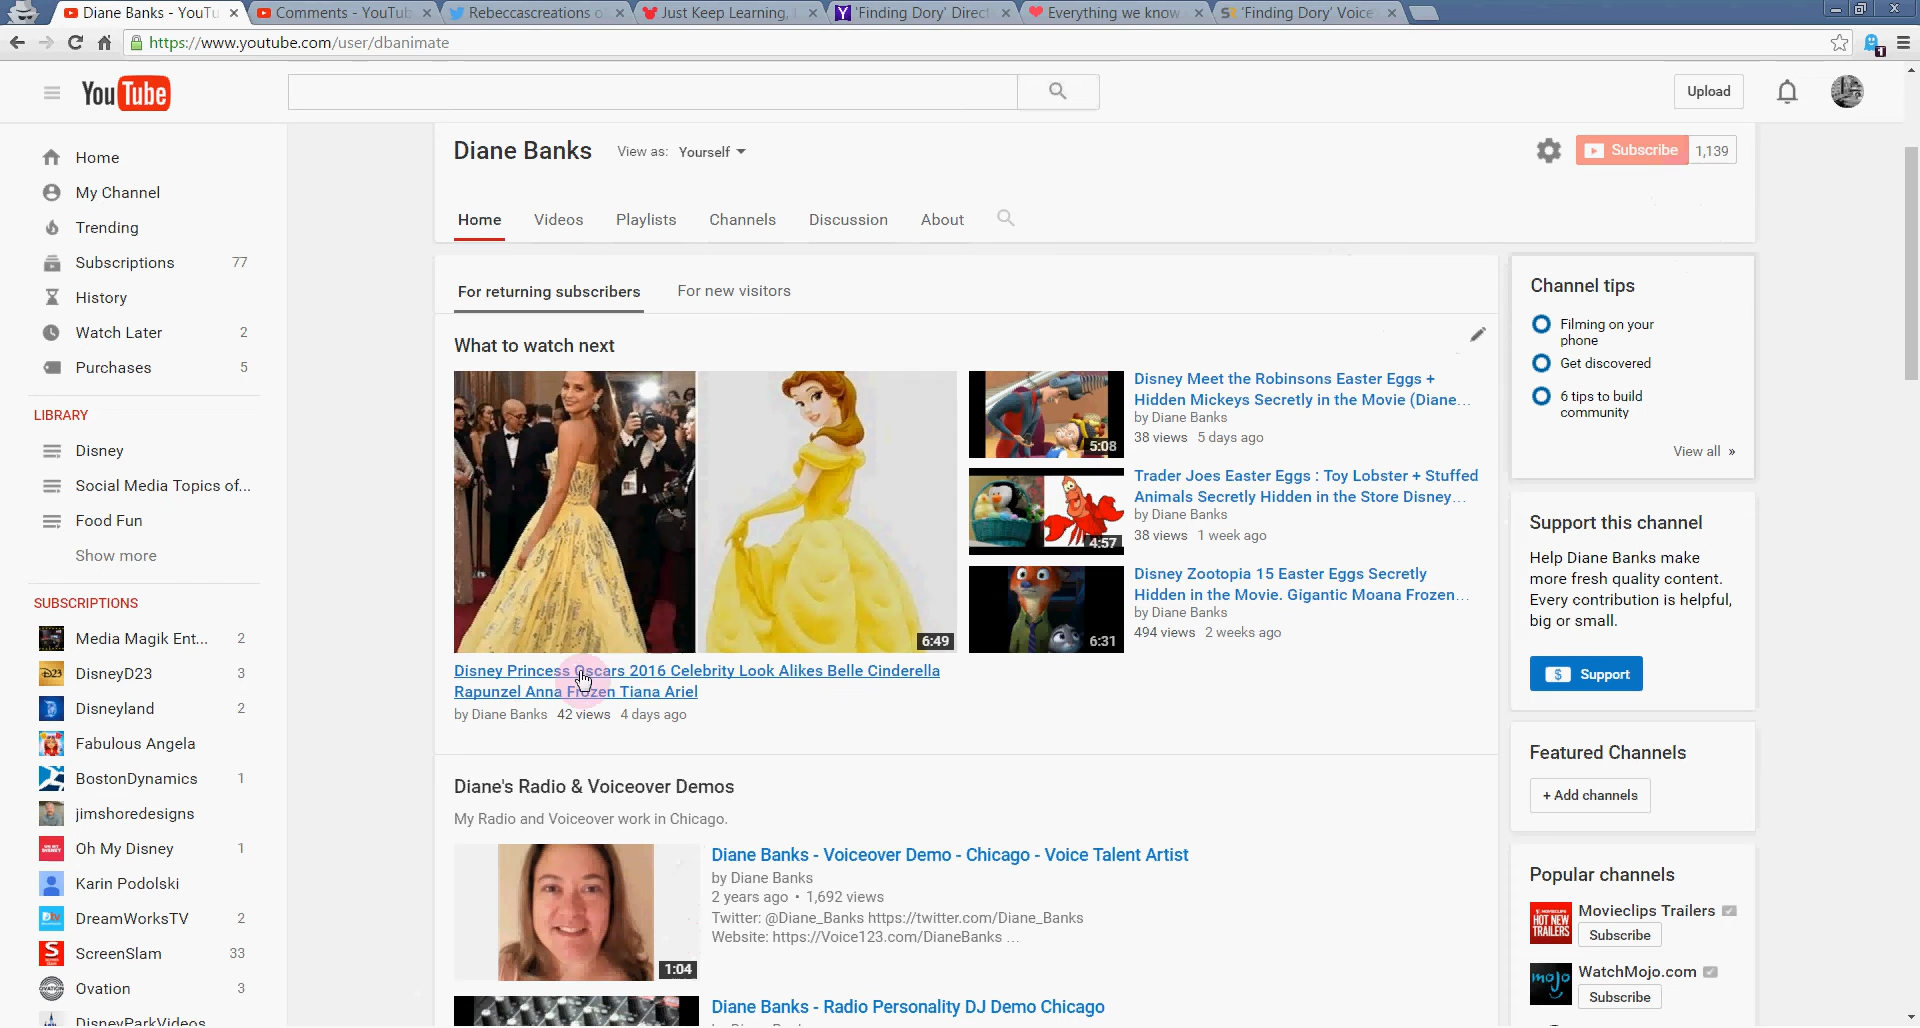 Diane Banks - YouTu
Comments - YouTub
Rebeccascreations o
Just Keep Learning,
'Finding Dory' Direct
Everything we know
'Finding Dory' Voice
https://www.youtube.com/user/dbanimate
1
YouTube
Upload
Home
My Channel
Trending
Subscriptions 77
History
Watch Later 2
Purchases 5
LIBRARY
Disney
Social Media Topics of...
Food Fun
Show more
SUBSCRIPTIONS
Media Magik Ent... 2
DisneyD23 3
Disneyland 2
Fabulous Angela
BostonDynamics 1
jimshoredesigns
Oh My Disney 1
Karin Podolski
DreamWorksTV 2
ScreenSlam 33
Ovation 3
DisneyParkVideos
Diane Banks View as: Yourself
Subscribe 1,139
Home Videos Playlists Channels Discussion About
For returning subscribers For new visitors
What to watch next
6:49
Disney Princess Oscars 2016 Celebrity Look Alikes Belle Cinderella
Rapunzel Anna Frozen Tiana Ariel
by Diane Banks 42 views 4 days ago
5:08
Disney Meet the Robinsons Easter Eggs +
Hidden Mickeys Secretly in the Movie (Diane...
by Diane Banks
38 views 5 days ago
4:57
Trader Joes Easter Eggs : Toy Lobster + Stuffed
Animals Secretly Hidden in the Store Disney...
by Diane Banks
38 views 1 week ago
6:31
Disney Zootopia 15 Easter Eggs Secretly
Hidden in the Movie. Gigantic Moana Frozen...
by Diane Banks
494 views 2 weeks ago
Diane's Radio & Voiceover Demos
My Radio and Voiceover work in Chicago.
1:04
Diane Banks - Voiceover Demo - Chicago - Voice Talent Artist
by Diane Banks
2 years ago • 1,692 views
Twitter: @Diane_Banks https://twitter.com/Diane_Banks
Website: https://Voice123.com/DianeBanks ...
Diane Banks - Radio Personality DJ Demo Chicago
Channel tips
Filming on your
phone
Get discovered
6 tips to build
community
View all »
Support this channel
Help Diane Banks make
more fresh quality content.
Every contribution is helpful,
big or small.
$ Support
Featured Channels
+ Add channels
Popular channels
HOT NEW
TRAILERS
Movieclips Trailers
Subscribe
mojo
WatchMojo.com
Subscribe